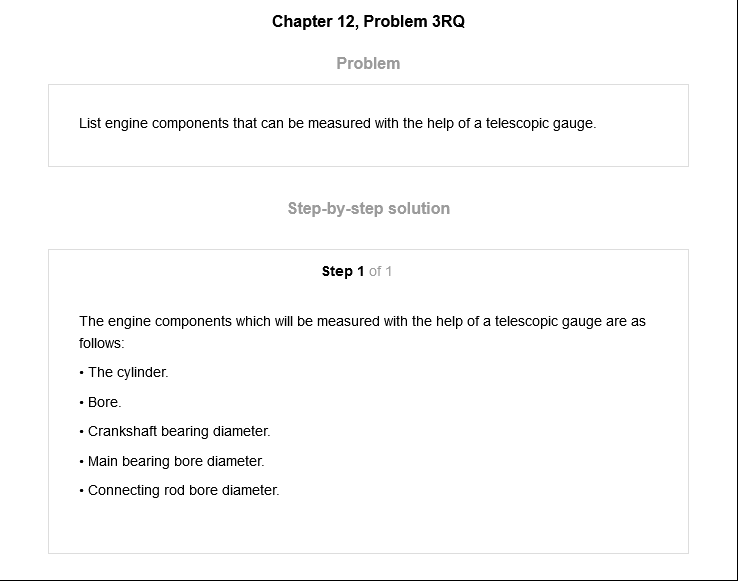 Chapter 12, Problem 3RQ
Problem
List engine components that can be measured with the help of a telescopic gauge.
Step-by-step solution
Step 1 of 1
The engine components which will be measured with the help of a telescopic gauge are as
follows:
• The cylinder.
• Bore.
• Crankshaft bearing diameter.
• Main bearing bore diameter.
• Connecting rod bore diameter.